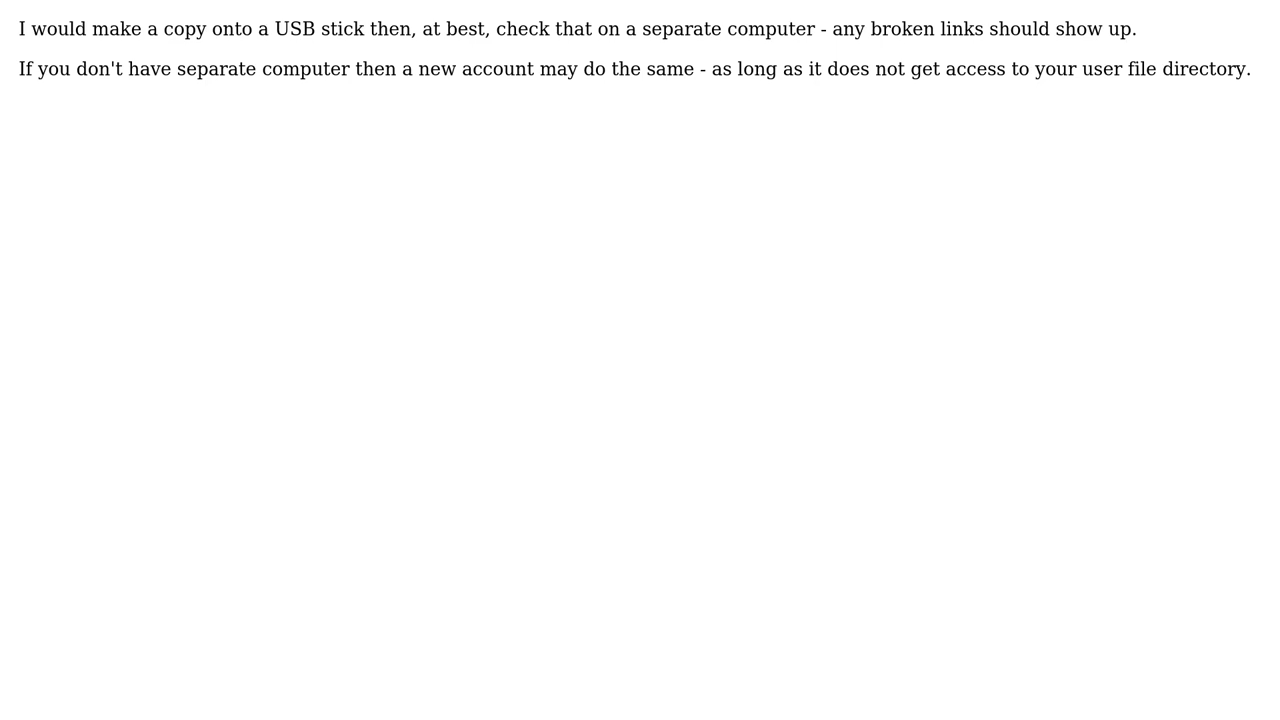 I would make a copy onto a USB stick then, at best, check that on a separate computer - any broken links should show up.
If you don't have separate computer then a new account may do the same - as long as it does not get access to your user file directory.